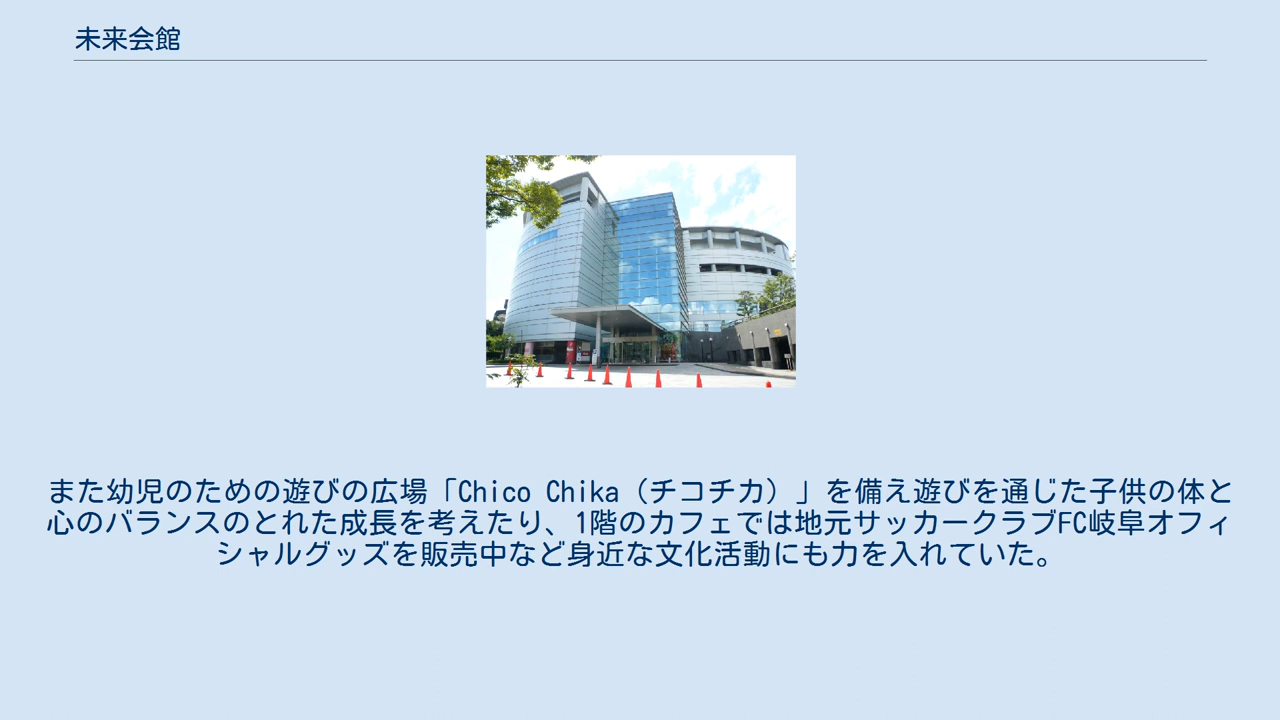 未来会館
また幼児のための遊びの広場「Chico Chika（チコチカ）」を備え遊びを通じた子供の体と
心のバランスのとれた成長を考えたり、1階のカフェでは地元サッカークラブFC岐阜オフィ
シャルグッズを販売中など身近な文化活動にも力を入れていた。